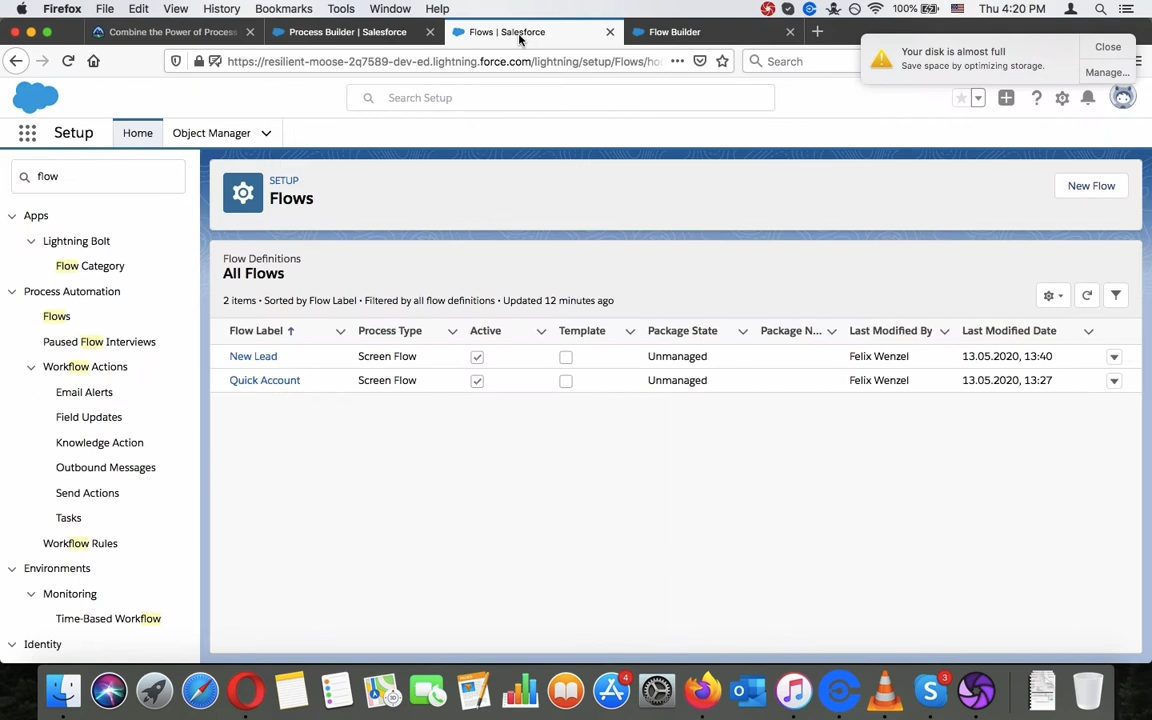 Firefox File Edit View History Bookmarks Tools Window Help 100% Thu 4:20 PM
Combine the Power of Process Process Builder | Salesforce Flows | Salesforce Flow Builder
Your disk is almost full
Save space by optimizing storage.
Close
Manage...
https://resilient-moose-2q7589-dev-ed.lightning.force.com/lightning/setup/Flows/ho Search
Search Setup
Setup Home Object Manager
flow
Apps
Lightning Bolt
Flow Category
Process Automation
Flows
Paused Flow Interviews
Workflow Actions
Email Alerts
Field Updates
Knowledge Action
Outbound Messages
Send Actions
Tasks
Workflow Rules
Environments
Monitoring
Time-Based Workflow
Identity
SETUP
Flows
New Flow
Flow Definitions
All Flows
2 items • Sorted by Flow Label • Filtered by all flow definitions • Updated 12 minutes ago
Flow Label Process Type Active Template Package State Package N... Last Modified By Last Modified Date
New Lead Screen Flow Unmanaged Felix Wenzel 13.05.2020, 13:40
Quick Account Screen Flow Unmanaged Felix Wenzel 13.05.2020, 13:27
4
3